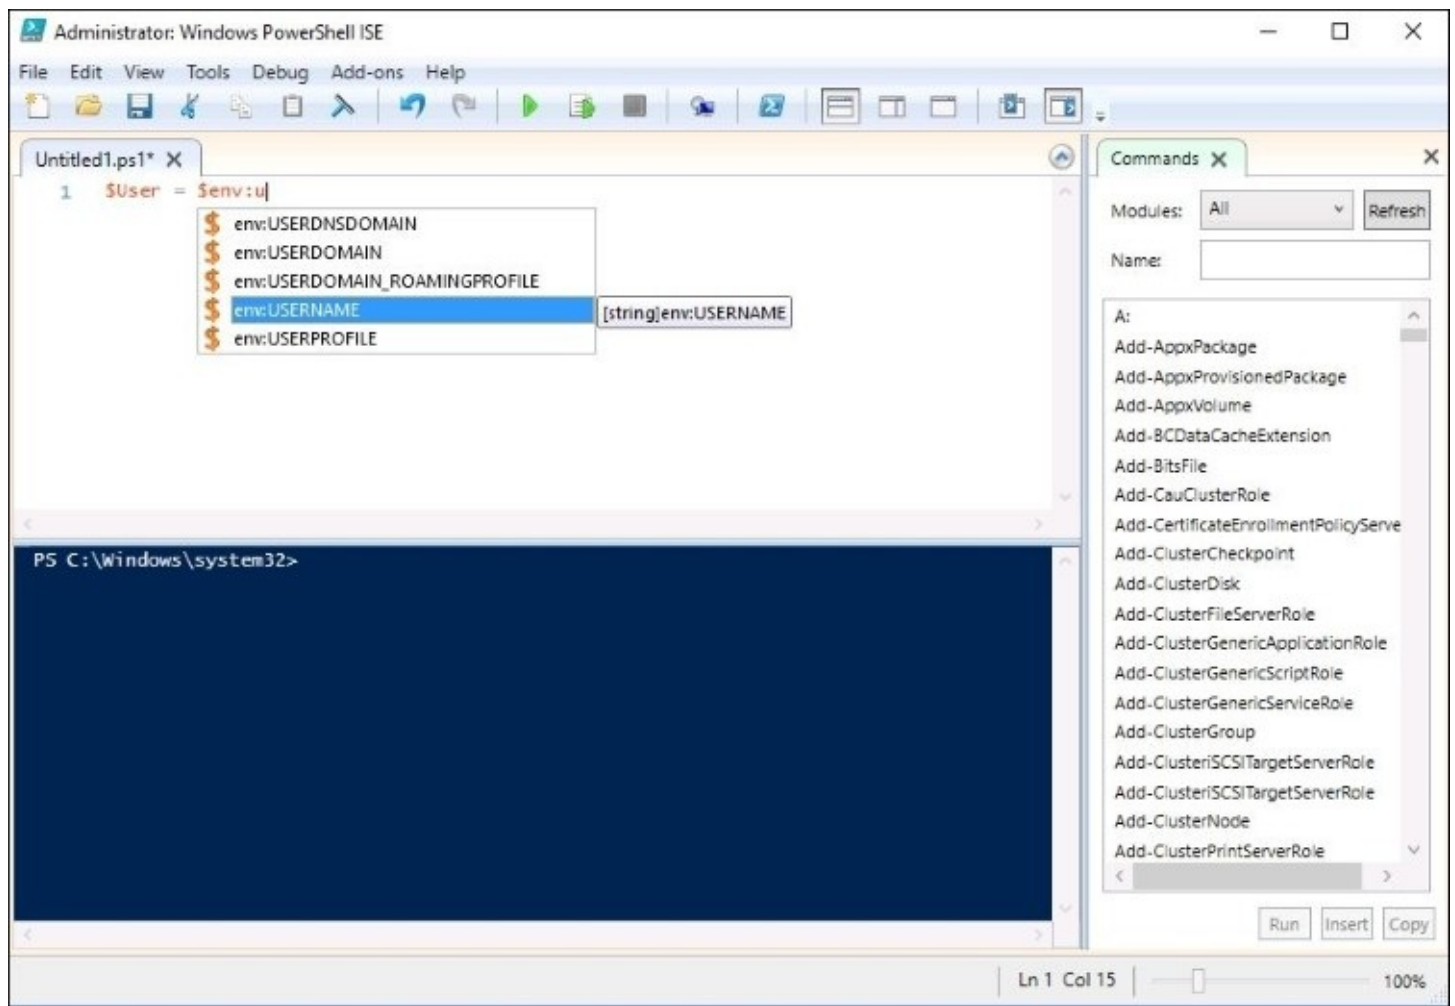 Administrator: Windows PowerShell ISE
File Edit View Tools Debug Add-ons Help
Untitled1.ps1*
1 $User = $env:u
env:USERDNSDOMAIN
env:USERDOMAIN
env:USERDOMAIN_ROAMINGPROFILE
env:USERNAME
[string]env:USERNAME
env:USERPROFILE
PS C:\Windows\system32>
Commands
Modules: All Refresh
Name:
A:
Add-AppxPackage
Add-AppxProvisionedPackage
Add-AppxVolume
Add-BCDataCacheExtension
Add-BitsFile
Add-CauClusterRole
Add-CertificateEnrollmentPolicyServe
Add-ClusterCheckpoint
Add-ClusterDisk
Add-ClusterFileServerRole
Add-ClusterGenericApplicationRole
Add-ClusterGenericScriptRole
Add-ClusterGenericServiceRole
Add-ClusterGroup
Add-ClusteriSCSITargetServerRole
Add-ClusteriSCSITargetServerRole
Add-ClusterNode
Add-ClusterPrintServerRole
Run Insert Copy
Ln 1 Col 15 100%